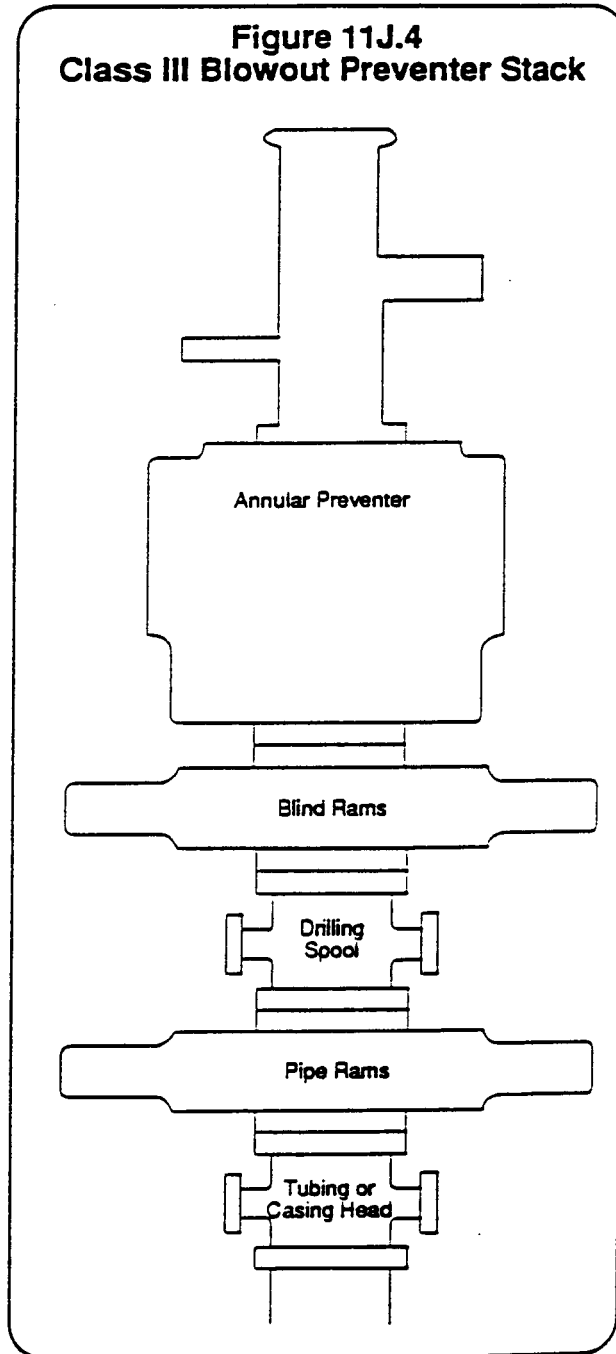 Figure 11J.4
Class III Blowout Preventer Stack
Annular Preventer
Blind Rams
Drilling
Spool
Pipe Rams
Tubing or
Casing Head